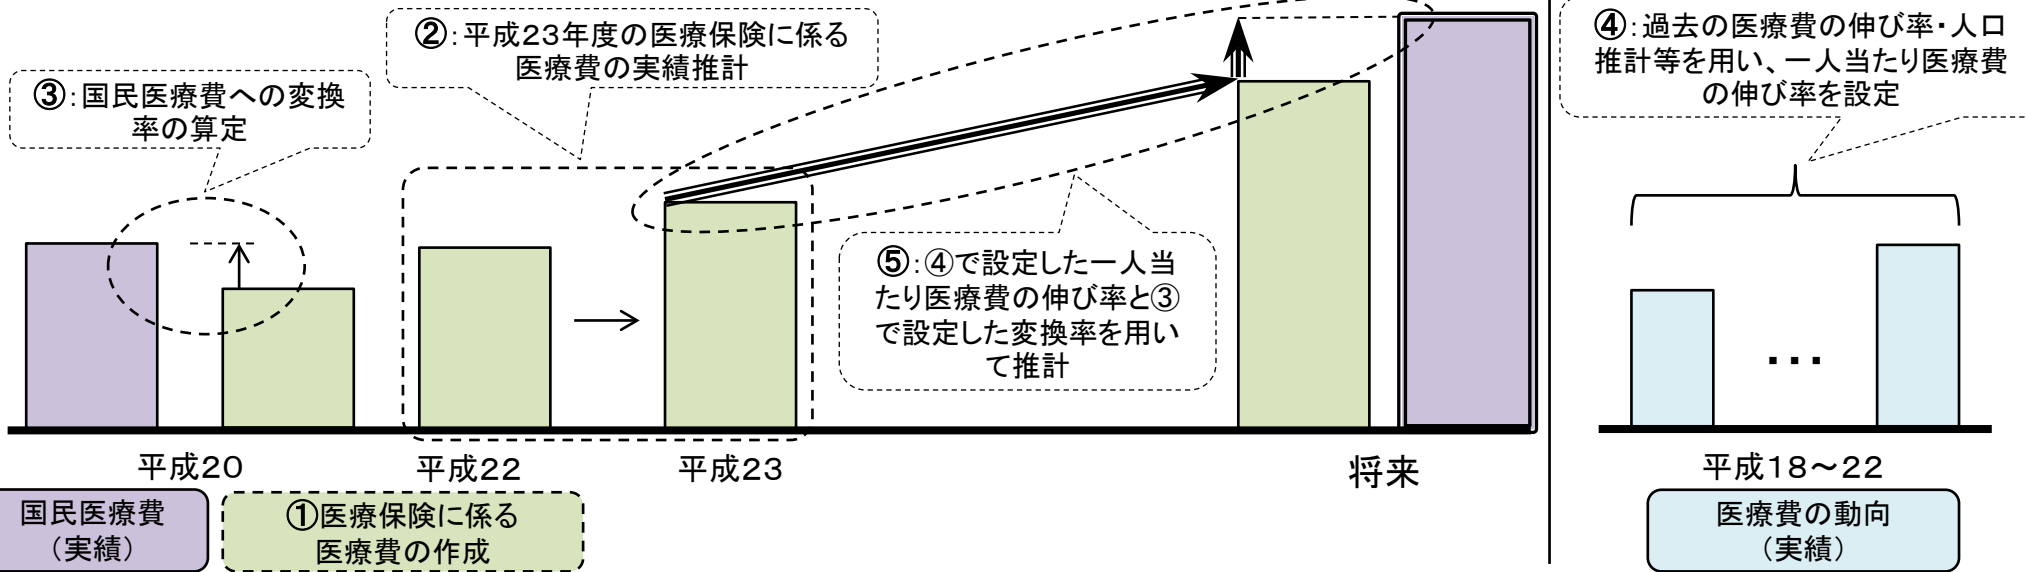 ②:平成23年度の医療保険に係る
医療費の実績推計
③:国民医療費への変換
率の算定
④:過去の医療費の伸び率・人口
推計等を用い、一人当たり医療費
の伸び率を設定
⑤:④で設定した一人当
たり医療費の伸び率と③
で設定した変換率を用い
て推計
・・・
平成20
平成22
平成23
将来
平成18～22
国民医療費
(実績)
①医療保険に係る
医療費の作成
医療費の動向
(実績)